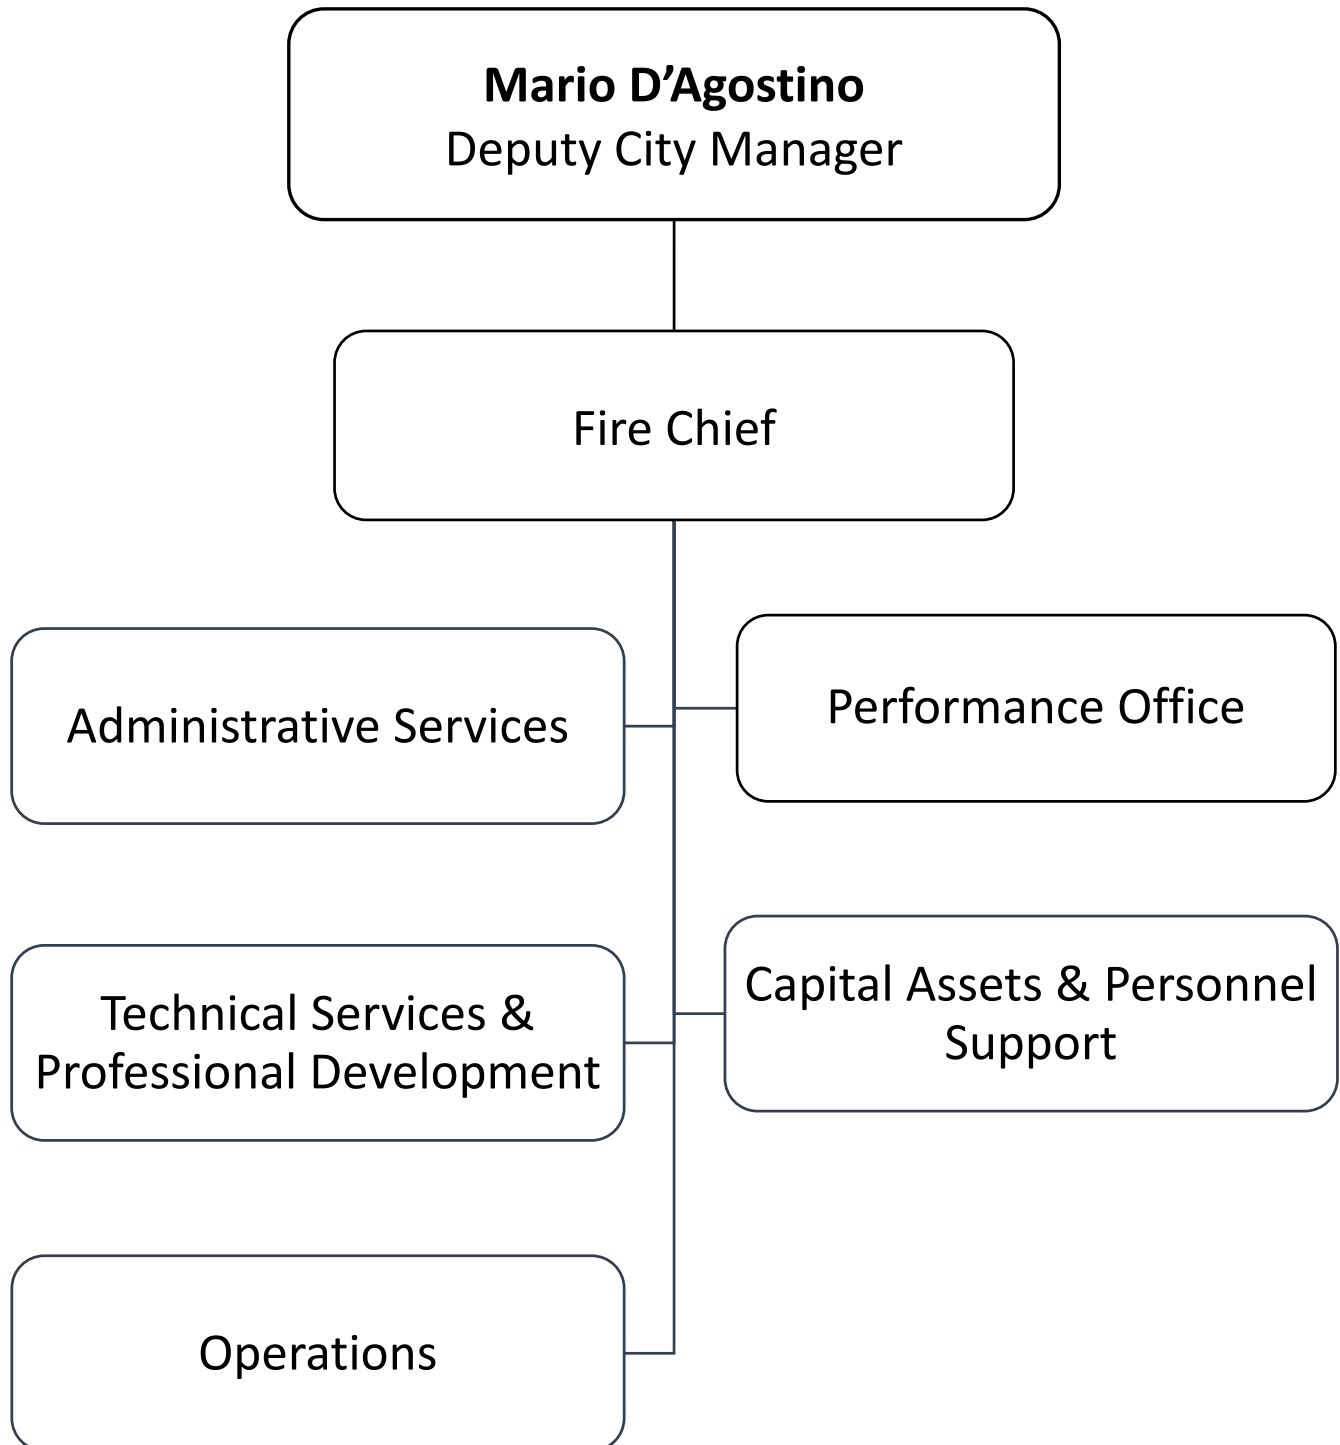 Mario D’Agostino
Deputy City Manager
Fire Chief
Administrative Services
Performance Office
Technical Services &
Professional Development
Capital Assets & Personnel
Support
Operations